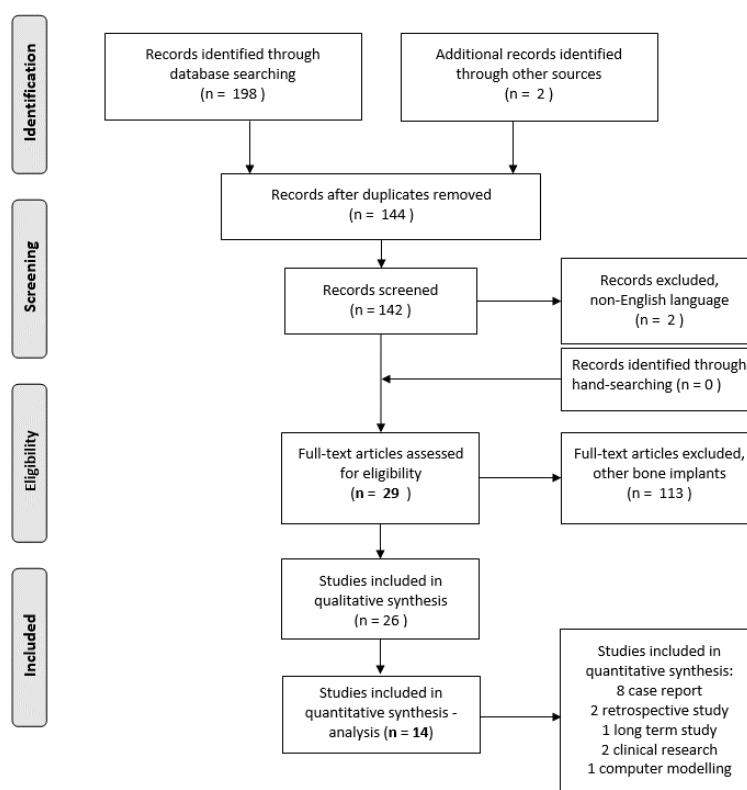 Identification
Records identified through
database searching
(n = 198 )
Additional records identified
through other sources
(n = 2 )
Records after duplicates removed
(n = 144 )
Screening
Records screened
(n = 142 )
Records excluded,
non-English language
(n = 2 )
Records identified through
hand-searching (n = 0 )
Eligibility
Full-text articles assessed
for eligibility
(n = 29 )
Full-text articles excluded,
other bone implants
(n = 113 )
Included
Studies included in
qualitative synthesis
(n = 26 )
Studies included in
quantitative synthesis -
analysis (n = 14)
Studies included in
quantitative synthesis:
8 case report
2 retrospective study
1 long term study
2 clinical research
1 computer modelling